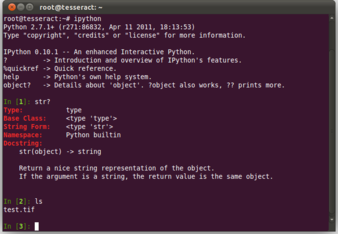 root@tesseract: ~
root@tesseract:~# ipython
Python 2.7.1+ (r271:86832, Apr 11 2011, 18:13:53)
Type "copyright", "credits" or "license" for more information.
IPython 0.10.1 -- An enhanced Interactive Python.
?         -> Introduction and overview of IPython's features.
%quickref -> Quick reference.
help      -> Python's own help system.
object?   -> Details about 'object'. ?object also works, ?? prints more.
In [1]: str?
Type:           type
Base Class:     <type 'type'>
String Form:    <type 'str'>
Namespace:      Python builtin
Docstring:
    str(object) -> string
    Return a nice string representation of the object.
    If the argument is a string, the return value is the same object.
In [2]: ls
test.tif
In [3]: